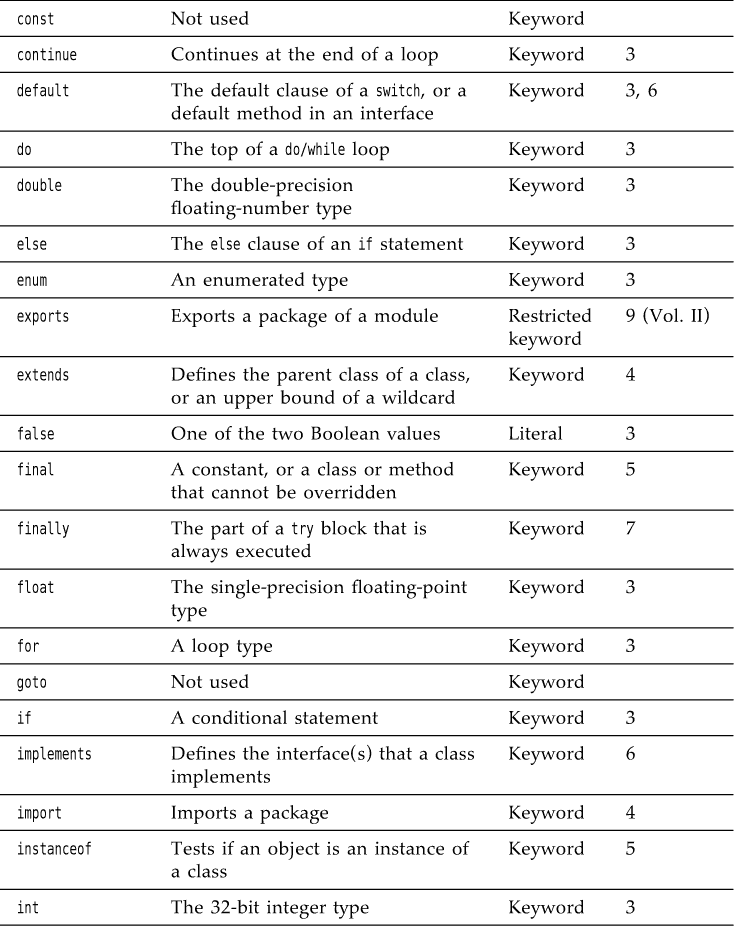 const Not used Keyword
continue Continues at the end of a loop Keyword 3
default The default clause of a switch, or a Keyword 3, 6
default method in an interface
do The top of a do/while loop Keyword 3
double The double-precision Keyword 3
floating-number type
else The else clause of an if statement Keyword 3
enum An enumerated type Keyword 3
exports Exports a package of a module Restricted 9 (Vol. II)
keyword
extends Defines the parent class of a class, Keyword 4
or an upper bound of a wildcard
false One of the two Boolean values Literal 3
final A constant, or a class or method Keyword 5
that cannot be overridden
finally The part of a try block that is Keyword 7
always executed
float The single-precision floating-point Keyword 3
type
for A loop type Keyword 3
goto Not used Keyword
if A conditional statement Keyword 3
implements Defines the interface(s) that a class Keyword 6
implements
import Imports a package Keyword 4
instanceof Tests if an object is an instance of Keyword 5
a class
int The 32-bit integer type Keyword 3